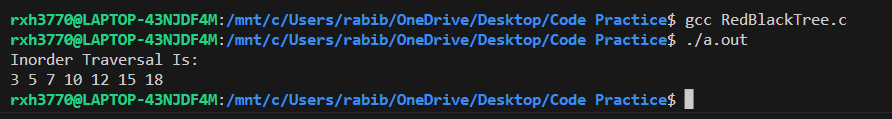 rxh3770@LAPTOP-43NJDF4M:/mnt/c/Users/rabib/OneDrive/Desktop/Code Practice$ gcc RedBlackTree.c
rxh3770@LAPTOP-43NJDF4M:/mnt/c/Users/rabib/OneDrive/Desktop/Code Practice$ ./a.out
Inorder Traversal Is:
3 5 7 10 12 15 18
rxh3770@LAPTOP-43NJDF4M:/mnt/c/Users/rabib/OneDrive/Desktop/Code Practice$